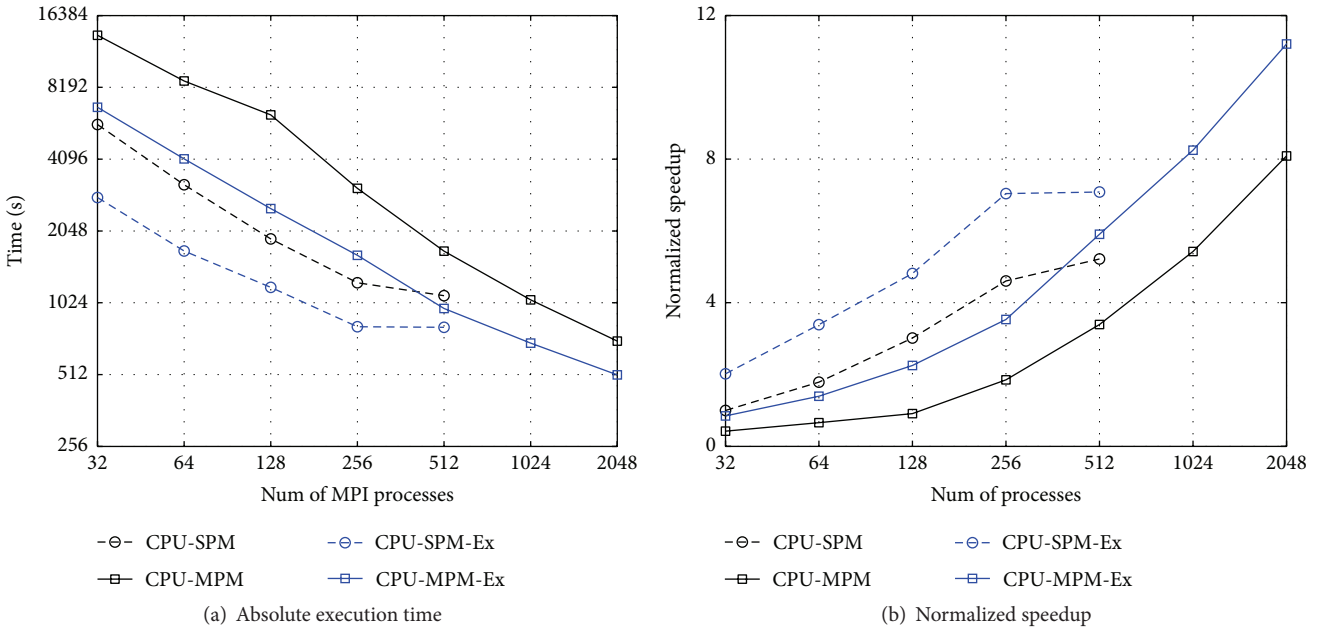 16384
8192
4096
2048
1024
512
256
Time (s)
32 64 128 256 512 1024 2048
Num of MPI processes
CPU-SPM CPU-SPM-Ex
CPU-MPM CPU-MPM-Ex
(a) Absolute execution time
12
8
4
0
Normalized speedup
32 64 128 256 512 1024 2048
Num of processes
CPU-SPM CPU-SPM-Ex
CPU-MPM CPU-MPM-Ex
(b) Normalized speedup